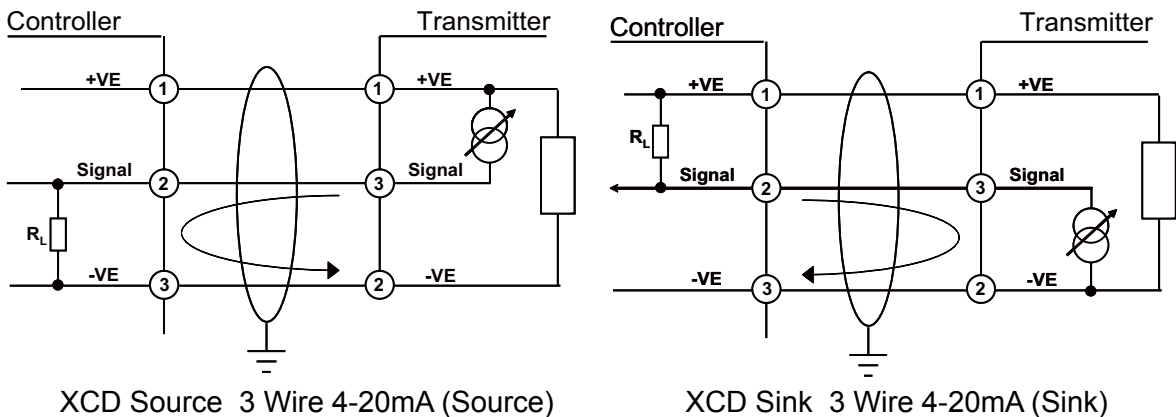 Controller
Transmitter
+VE
1
1
+VE
Signal
2
3
Signal
RL
-VE
3
2
-VE
XCD Source 3 Wire 4-20mA (Source)
Controller
Transmitter
+VE
1
1
+VE
RL
Signal
2
3
Signal
-VE
3
2
-VE
XCD Sink 3 Wire 4-20mA (Sink)